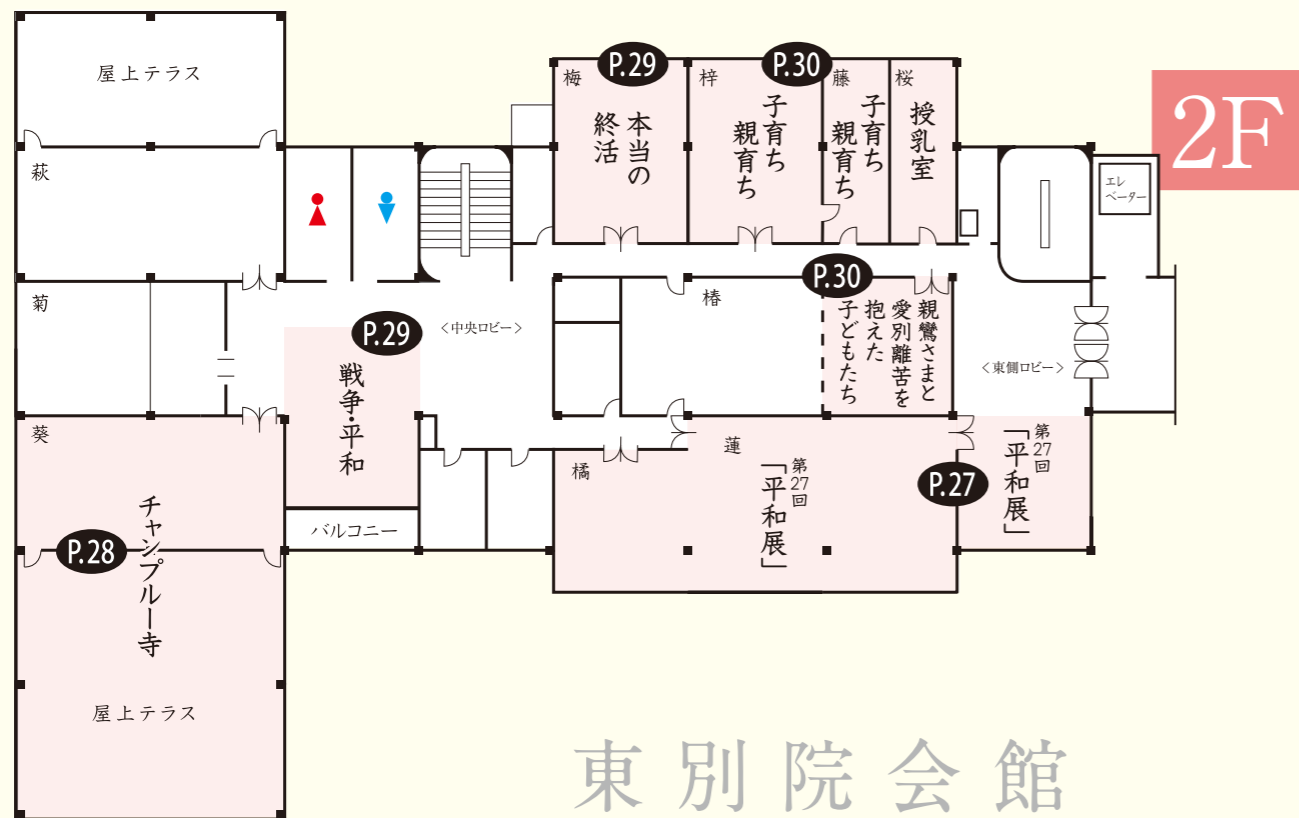 2F
屋上テラス
萩
菊
葵
P.28
チャンプルー寺
屋上テラス
P.29
戦争・平和
バルコニー
<中央ロビー>
梅
P.29
本当の
終活
梓
P.30
子育ち
親育ち
藤
子育ち
親育ち
桜
授乳室
エレ
ベーター
椿
P.30
親鸞さまと
愛別離苦を
抱えた
子どもたち
<東側ロビー>
橘
蓮
第27回
「平和展」
P.27
第27回
「平和展」
東別院会館